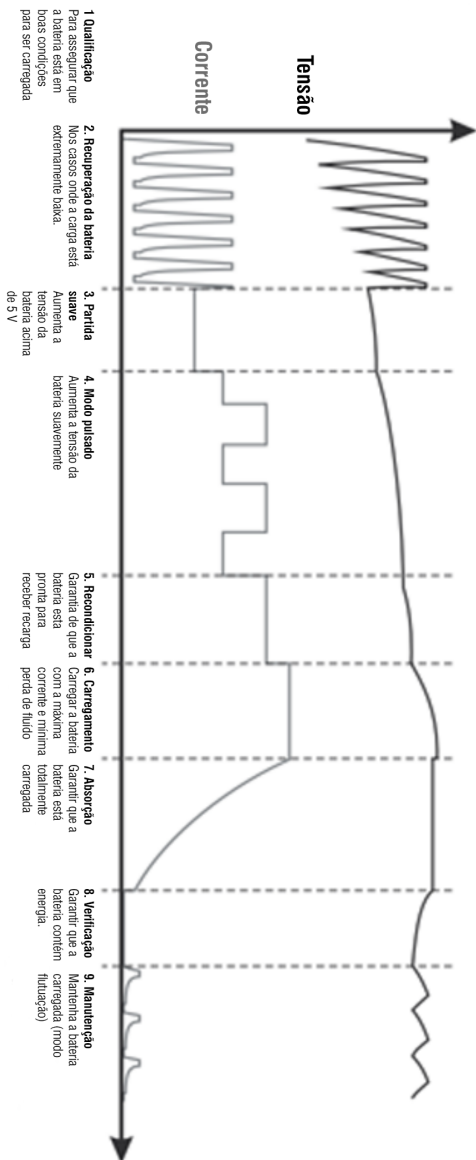 Tensão
Corrente
1 Qualificação
Para assegurar que
a bateria está em
boas condições
para ser carregada
2. Recuperação da bateria
Nos casos onde a carga está
extremamente baixa.
3. Partida
suave
Aumenta a
tensão da
bateria acima
de 5 V
4. Modo pulsado
Aumenta a tensão da
bateria suavemente
5. Recondicionar
Garantia de que a
bateria esta
pronta para
receber recarga
6. Carregamento
Carregar a bateria
com a máxima
corrente e mínima
perda de fluido
7. Absorção
Garantir que a
bateria está
totalmente
carregada
8. Verificação
Garantir que a
bateria contém
energia.
9. Manutenção
Mantenha a bateria
carregada (modo
flutuação)